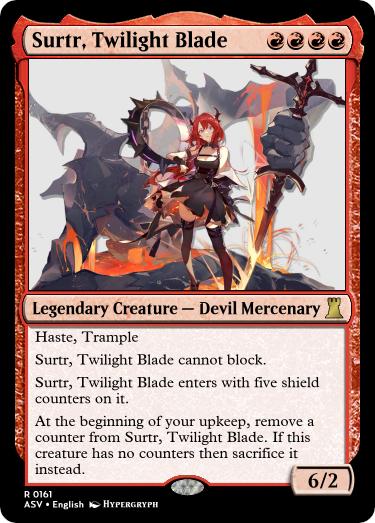 Surtr, Twilight Blade
Legendary Creature — Devil Mercenary
Haste, Trample
Surtr, Twilight Blade cannot block.
Surtr, Twilight Blade enters with five shield
counters on it.
At the beginning of your upkeep, remove a
counter from Surtr, Twilight Blade. If this
creature has no counters then sacrifice it
instead.
6/2
R 0161
ASV • English HYPERGRYPH